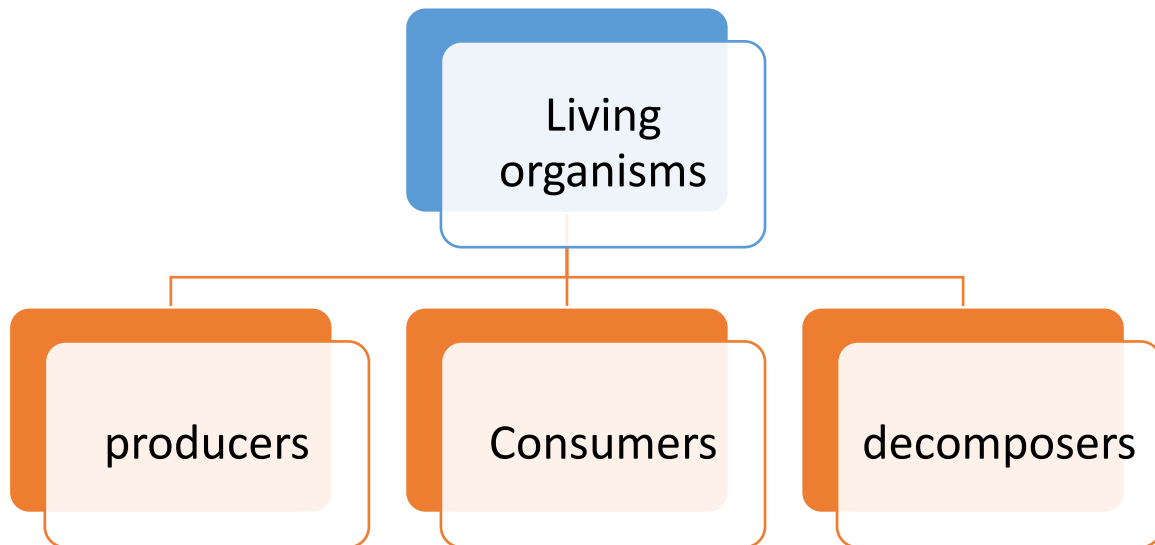 Living
organisms
producers
Consumers
decomposers